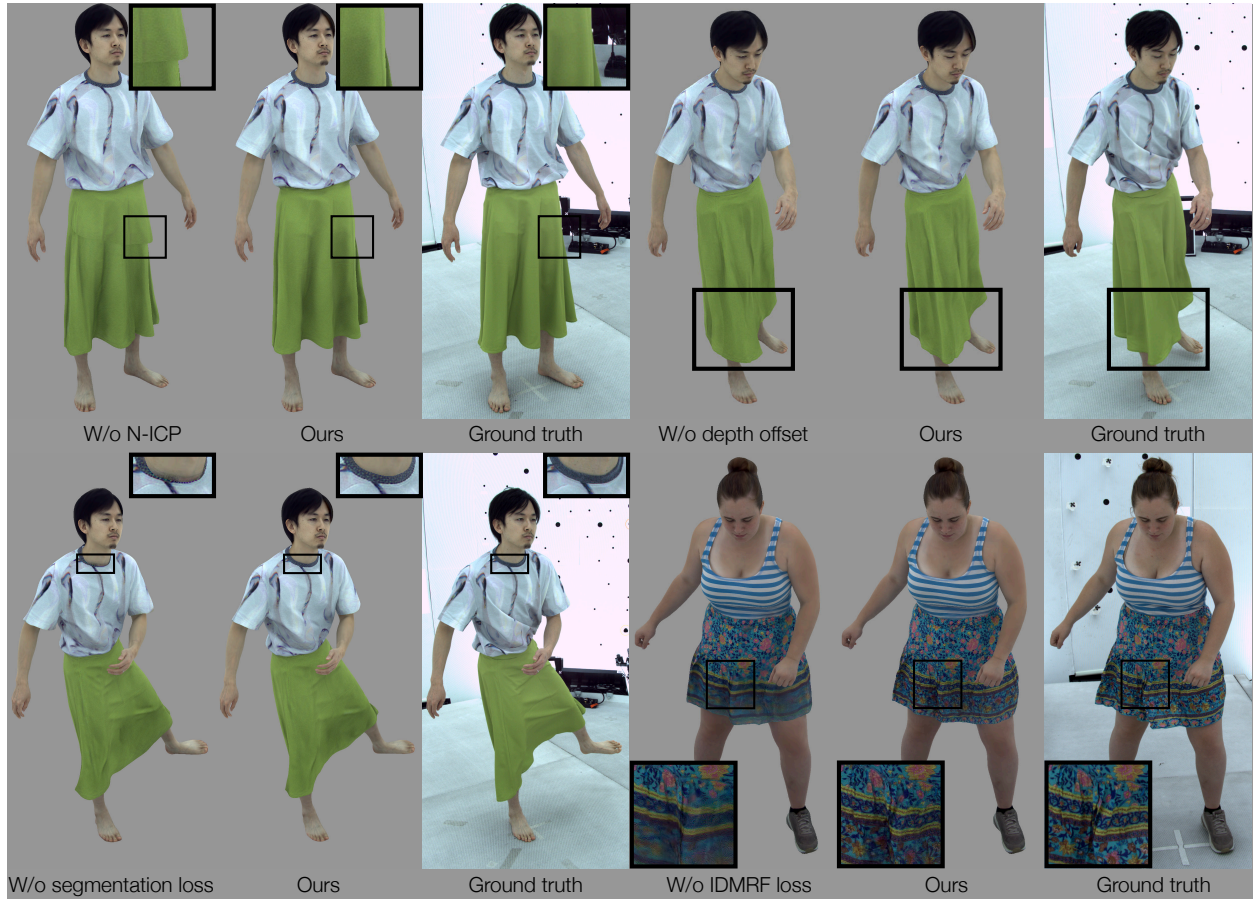 W/o N-ICP
Ours
Ground truth
W/o depth offset
Ours
Ground truth
W/o segmentation loss
Ours
Ground truth
W/o IDMRF loss
Ours
Ground truth